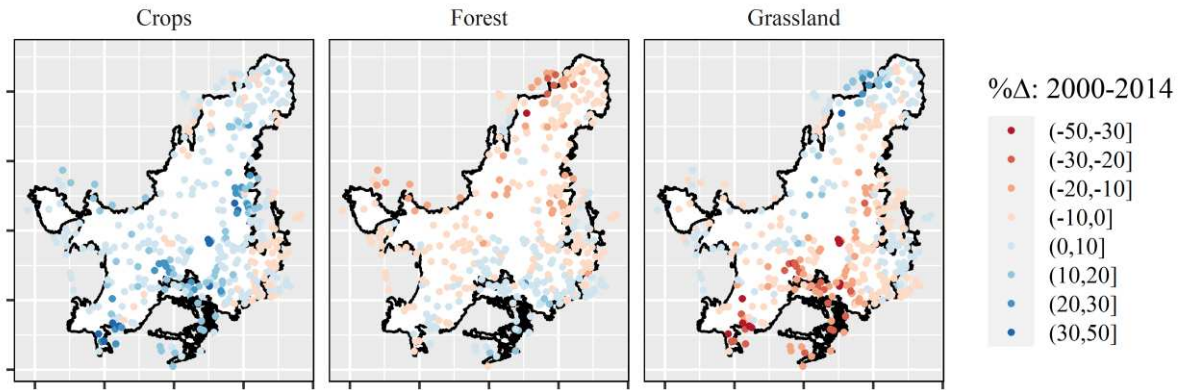 Crops
Forest
Grassland
%Δ: 2000-2014
(-50,-30]
(-30,-20]
(-20,-10]
(-10,0]
(0,10]
(10,20]
(20,30]
(30,50]